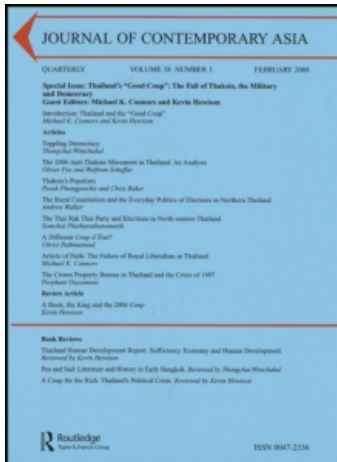 JOURNAL OF CONTEMPORARY ASIA
QUARTERLY VOLUME 38 NUMBER 1 FEBRUARY 2008
Special Issue: Thailand's "Good Coup": The Fall of Thaksin, the Military
and Democracy
Guest Editors: Michael K. Connors and Kevin Hewison
Introduction: Thailand and the "Good Coup"
Michael K. Connors and Kevin Hewison
Articles
Toppling Democracy
Thongchai Winichakul
The 2006 Anti-Thaksin Movement in Thailand: An Analysis
Oliver Pye and Wolfram Schaffar
Thaksin's Populism
Pasuk Phongpaichit and Chris Baker
The Rural Constitution and the Everyday Politics of Elections in Northern Thailand
Andrew Walker
The Thai Rak Thai Party and Elections in North-eastern Thailand
Somchai Phatharathananunth
A Different Coup d'État?
Ukrist Pathmanand
Article of Faith: The Failure of Royal Liberalism in Thailand
Michael K. Connors
The Crown Property Bureau in Thailand and the Crisis of 1997
Porphant Ouyyanont
Review Article
A Book, the King and the 2006 Coup
Kevin Hewison
Book Reviews
Thailand Human Development Report: Sufficiency Economy and Human Development.
Reviewed by Kevin Hewison
Pen and Sail: Literature and History in Early Bangkok. Reviewed by Thongchai Winichakul
A Coup for the Rich: Thailand's Political Crisis. Reviewed by Kevin Hewison
Routledge
Taylor & Francis Group
ISSN 0047-2336